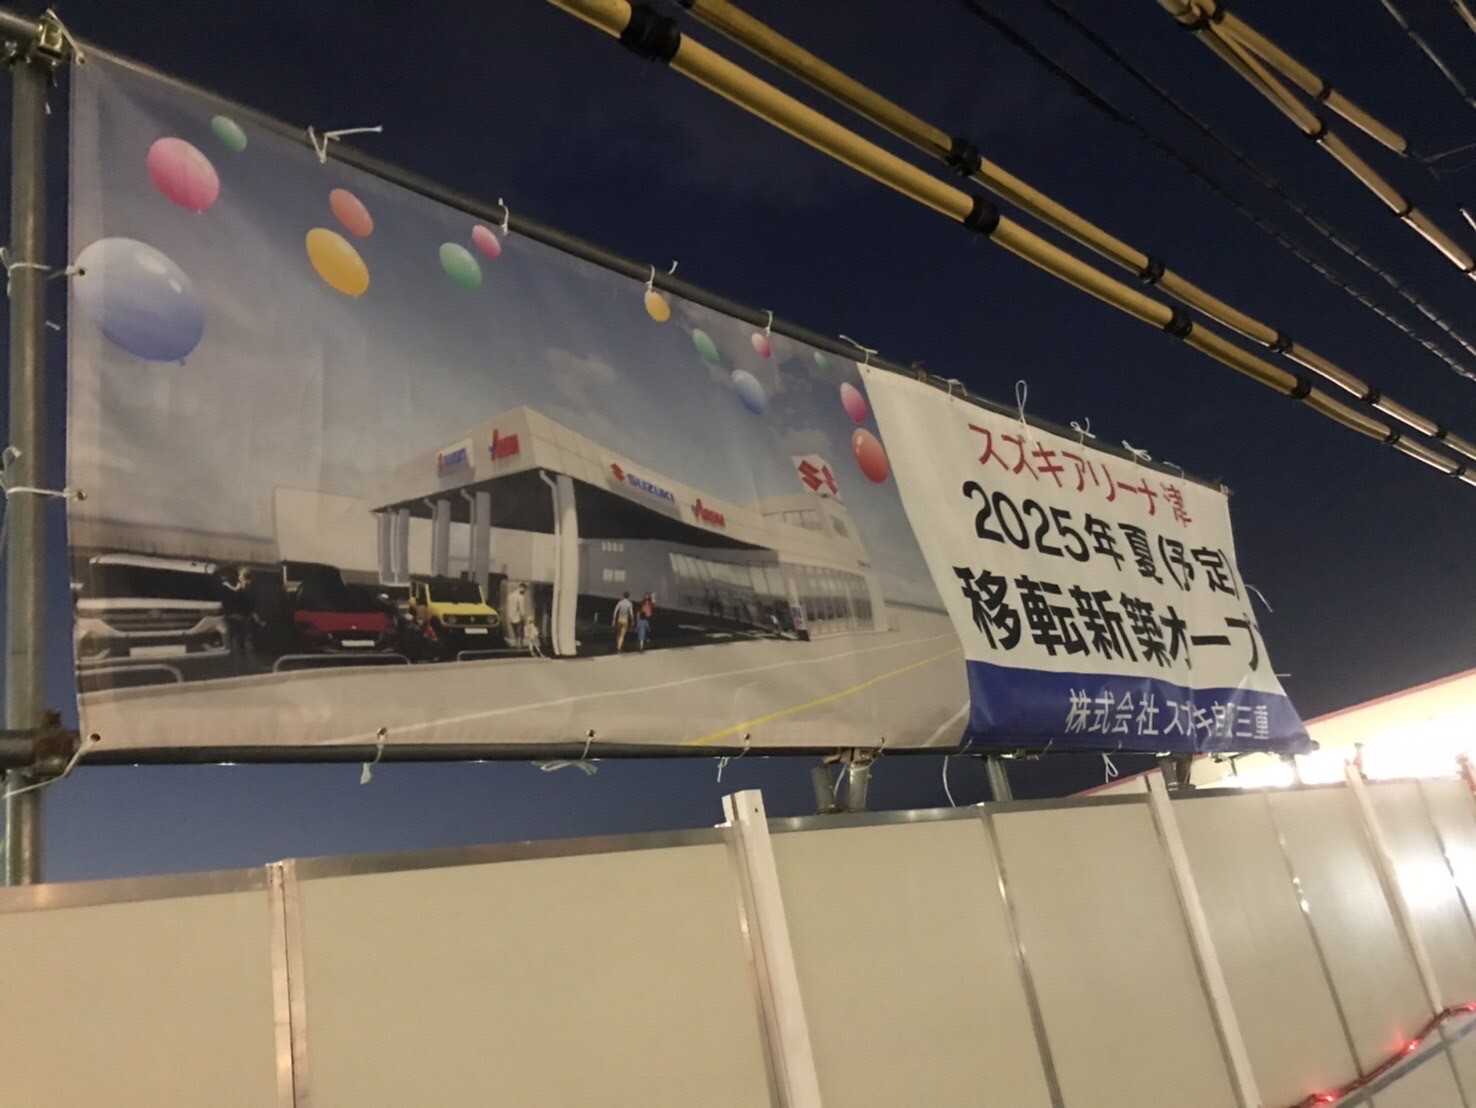 SUZUKI
ARENA
スズキアリーナ津
2025年夏(予定)
移転新築オープ
株式会社スズキ自販三重